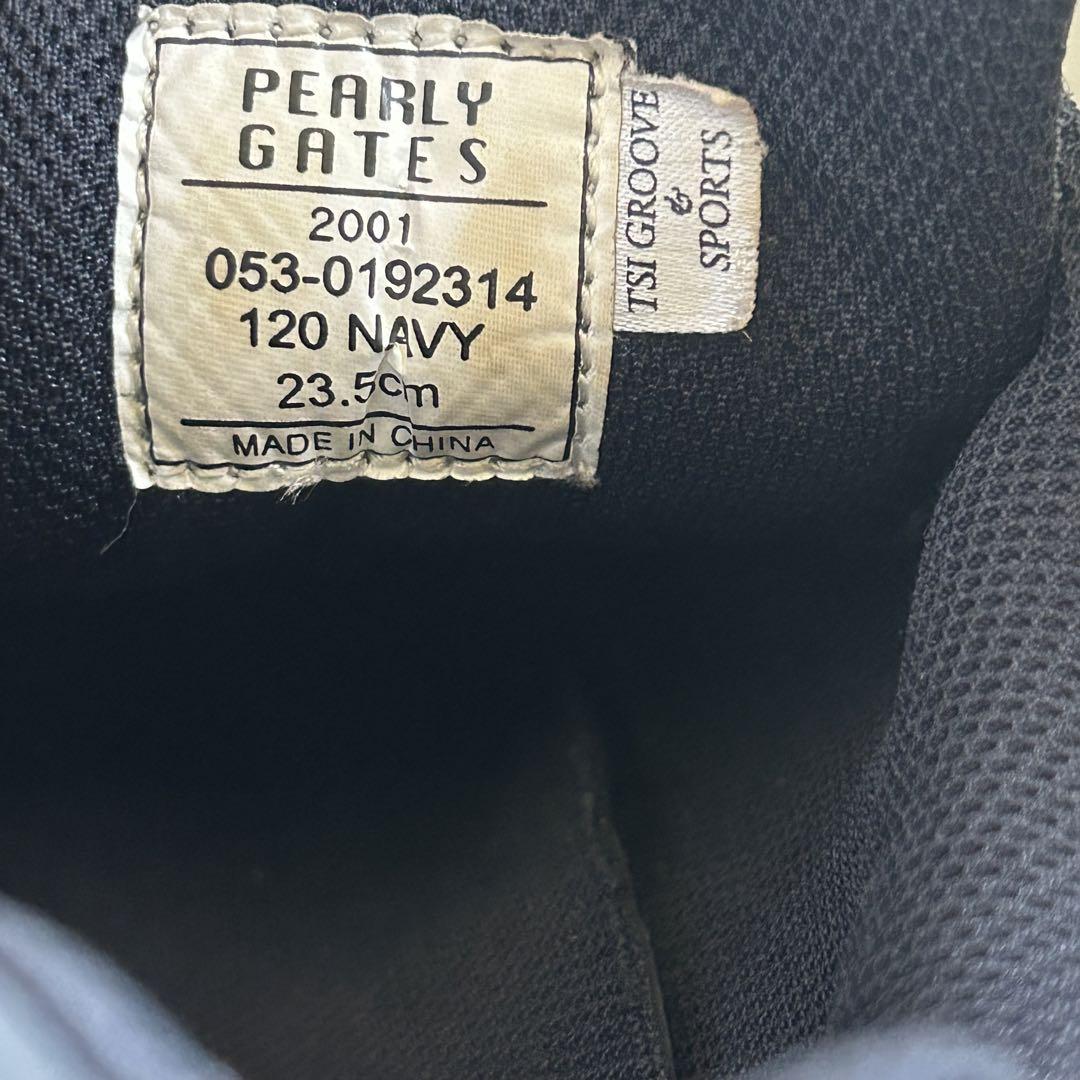 PEARLY
GATES
2001
053-0192314
120 NAVY
23.5cm
MADE IN CHINA
TSI GROOVE
&
SPORTS